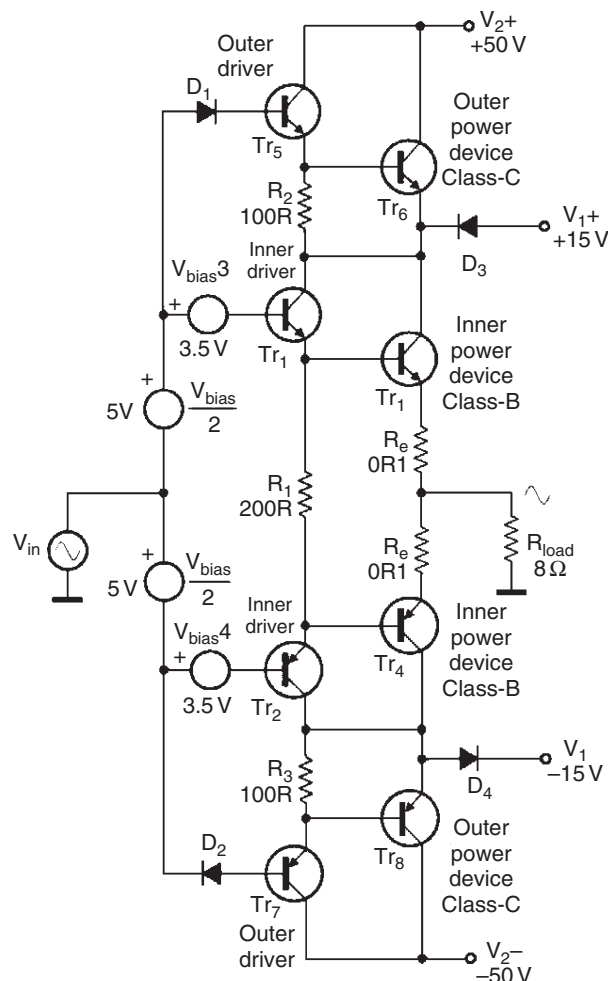 V2+
+50 V
Outer
driver
D1
Tr5
Outer
power
device
Class-C
R2
100R
Tr6
V1+
+15 V
D3
Inner
driver
Vbias3
+
3.5 V
Tr1
Inner
power
device
Class-B
Tr1
+
5V
Vbias
2
Re
0R1
R1
200R
Vin
Re
0R1
Rload
8 Ω
+
5V
Vbias
2
Inner
driver
Vbias4
+
3.5 V
Tr2
Inner
power
device
Class-B
Tr4
V1
–15 V
D4
R3
100R
D2
Tr8
Outer
power
device
Class-C
Tr7
Outer
driver
V2–
–50 V